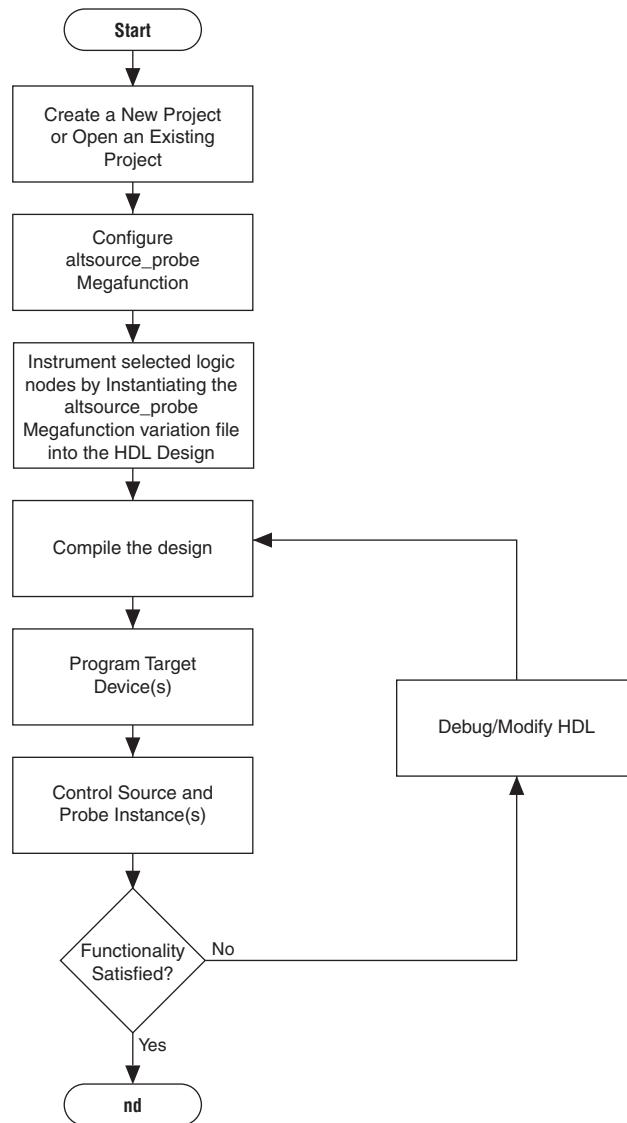 Start
Create a New Project
or Open an Existing
Project
Configure
altsource_probe
Megafunction
Instrument selected logic
nodes by Instantiating the
altsource_probe
Megafunction variation file
into the HDL Design
Compile the design
Program Target
Device(s)
Debug/Modify HDL
Control Source and
Probe Instance(s)
Functionality
Satisfied?
No
Yes
nd